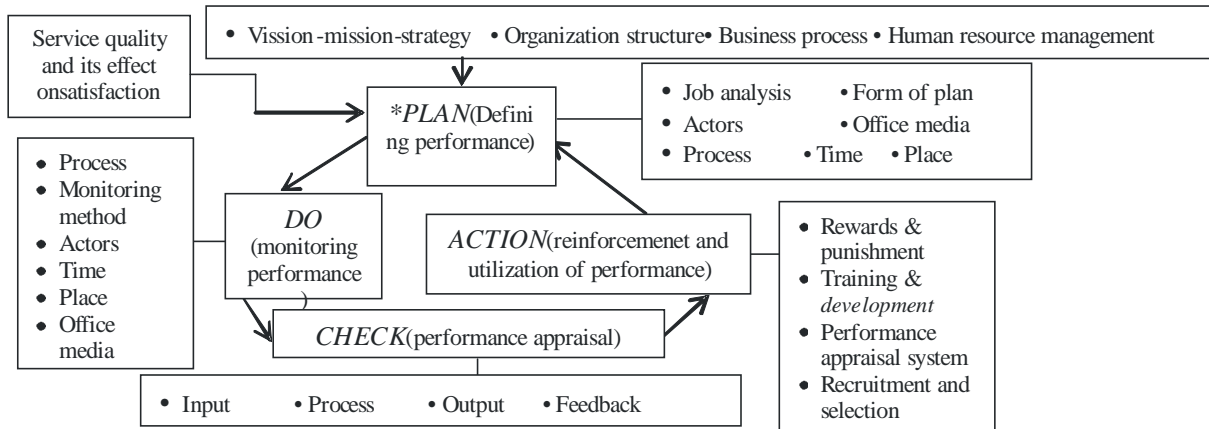 Service quality
and its effect
onsatisfaction
• Vission-mission-strategy • Organization structure• Business process • Human resource management
*PLAN(Defini
ng performance)
• Job analysis • Form of plan
• Actors • Office media
• Process • Time • Place
• Process
• Monitoring
method
• Actors
• Time
• Place
• Office
media
DO
(monitoring
performance
)
ACTION(reinforcemenet and
utilization of performance)
• Rewards &
punishment
• Training &
development
• Performance
appraisal system
• Recruitment and
selection
CHECK(performance appraisal)
• Input • Process • Output • Feedback